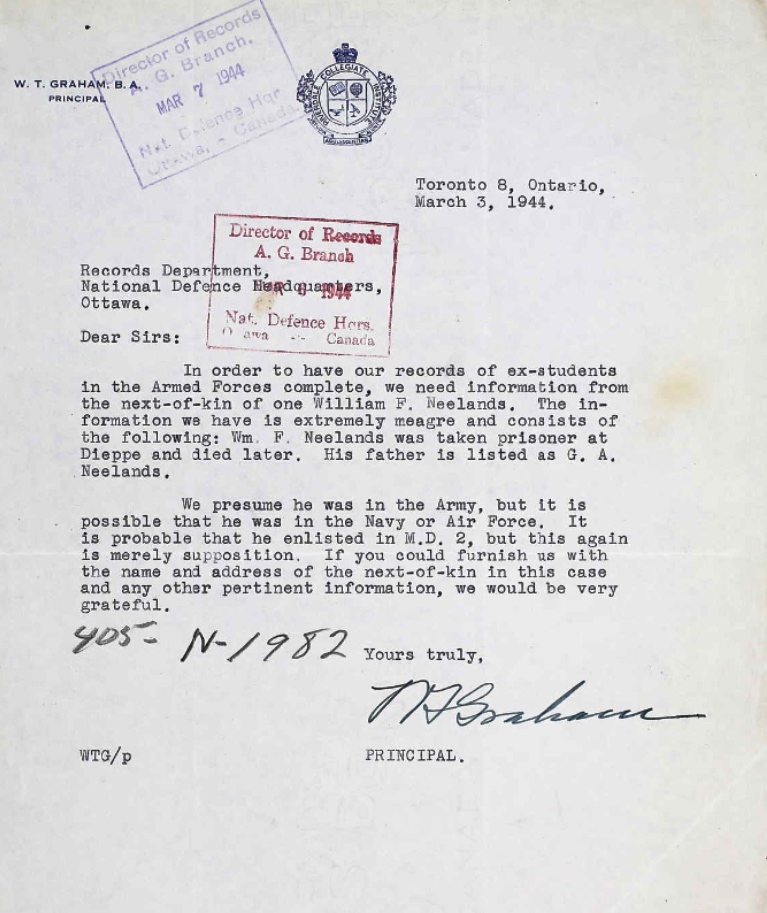 Director of Records
A. G. Branch.
MAR 7 1944
Nat. Defence Hqr
Ottawa, - Canada.
W. T. GRAHAM, B. A.
PRINCIPAL
COLLEGIATE INSTITUTE
Toronto 8, Ontario,
March 3, 1944.
Director of Records
A. G. Branch
1944
Nat. Defence Hqrs.
Canada
Records Department,
National Defence Headquarters,
Ottawa.
Dear Sirs:
In order to have our records of ex-students
in the Armed Forces complete, we need information from
the next-of-kin of one William F. Neelands. The in-
formation we have is extremely meagre and consists of
the following: Wm. F. Neelands was taken prisoner at
Dieppe and died later. His father is listed as G. A.
Neelands.
We presume he was in the Army, but it is
possible that he was in the Navy or Air Force. It
is probable that he enlisted in M.D. 2, but this again
is merely supposition. If you could furnish us with
the name and address of the next-of-kin in this case
and any other pertinent information, we would be very
grateful.
405- N-1982
Yours truly,
Graham
WTG/p
PRINCIPAL.